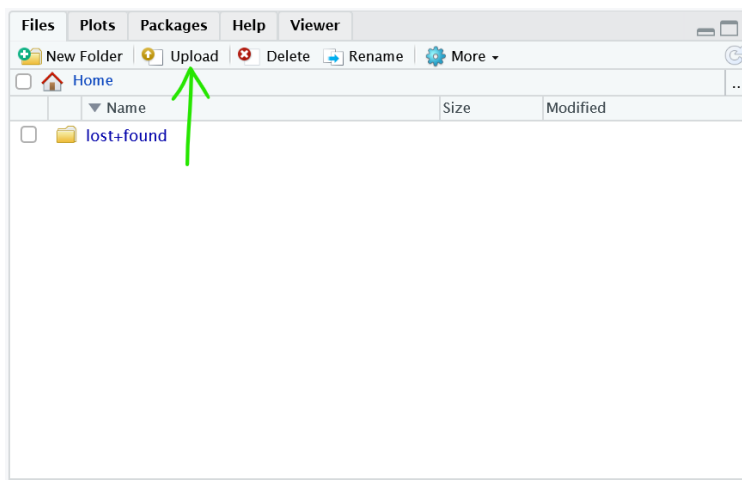 Files Plots Packages Help Viewer
New Folder Upload Delete Rename More
Home ..
Name Size Modified
lost+found